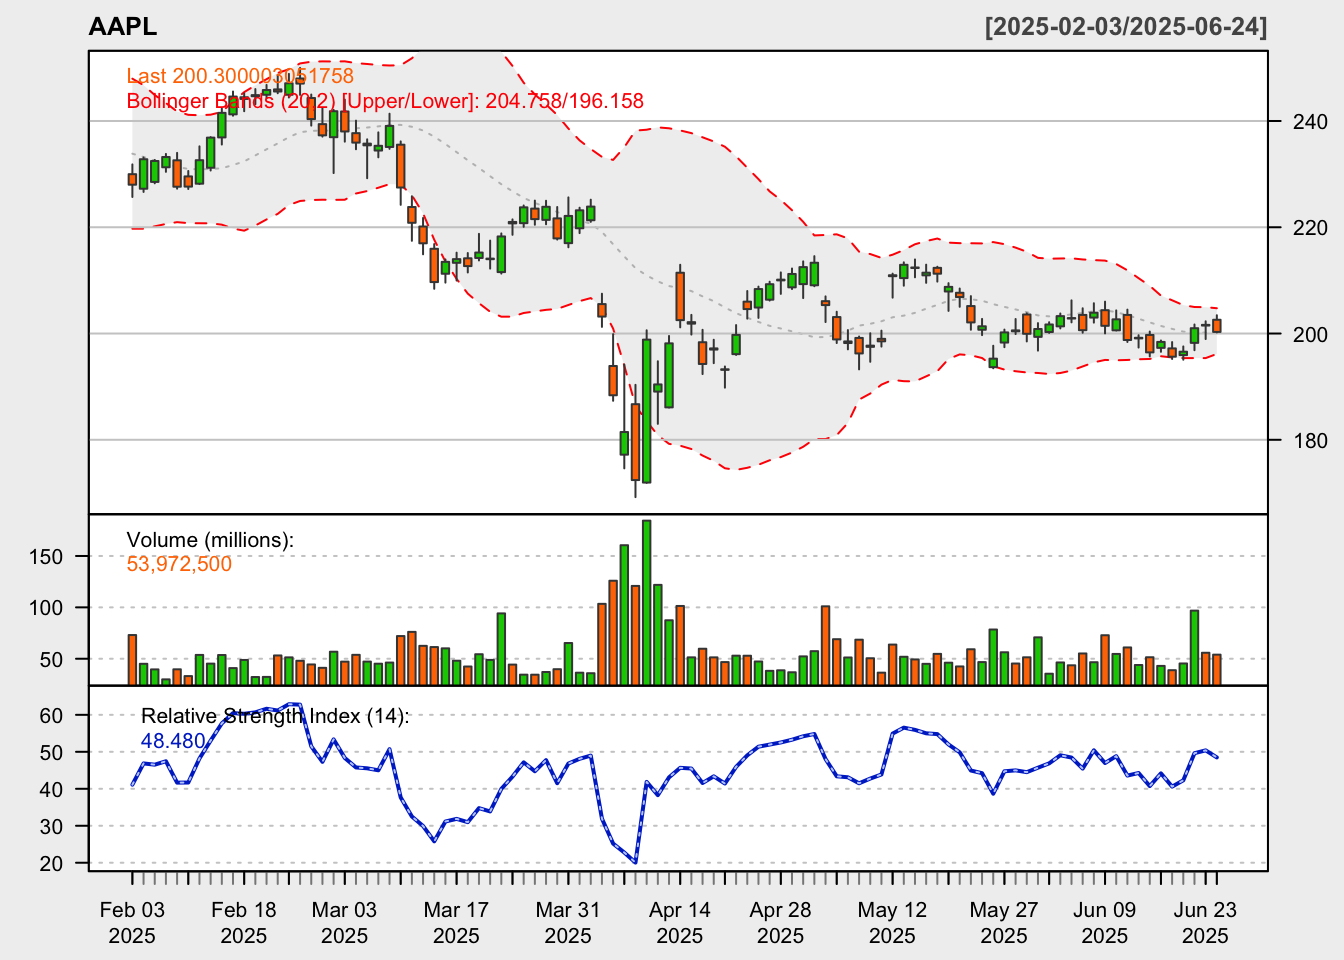 AAPL [2025-02-03/2025-06-24]
Last 200.300003051758
Bollinger Bands (20,2) [Upper/Lower]: 204.758/196.158
240
220
200
180
Volume (millions):
53,972,500
150
100
50
Relative Strength Index (14):
48.480
60
50
40
30
20
Feb 03 Feb 18 Mar 03 Mar 17 Mar 31 Apr 14 Apr 28 May 12 May 27 Jun 09 Jun 23
2025 2025 2025 2025 2025 2025 2025 2025 2025 2025 2025